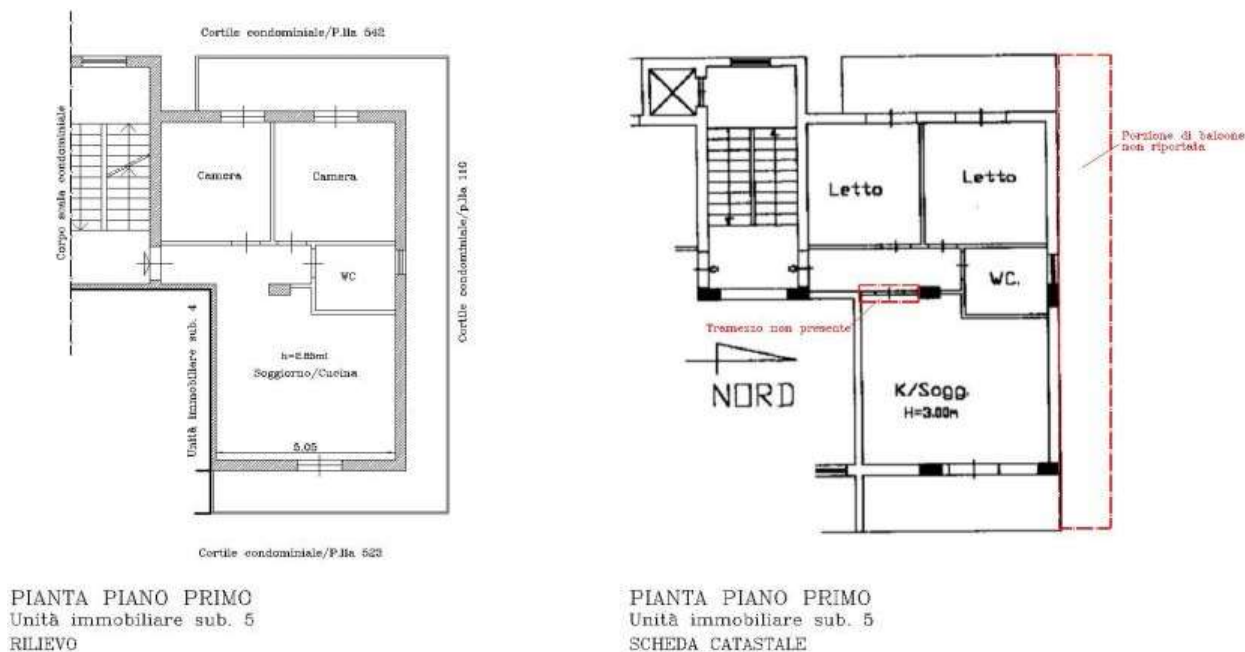 Cortile condominiale/P.lla 542
Corpo scala condominiale
Camera
Camera
Cortile condominiale/p.lla 110
WC
Unità immobiliare sub. 4
h=2.85ml
Soggiorno/Cucina
5.05
Cortile condominiale/P.lla 523
PIANTA PIANO PRIMO
Unità immobiliare sub. 5
RILIEVO
Porzione di balcone
non riportata
Letto
Letto
WC.
Tramezzo non presente
NORD
K/Sogg.
H=3.00m
PIANTA PIANO PRIMO
Unità immobiliare sub. 5
SCHEDA CATASTALE